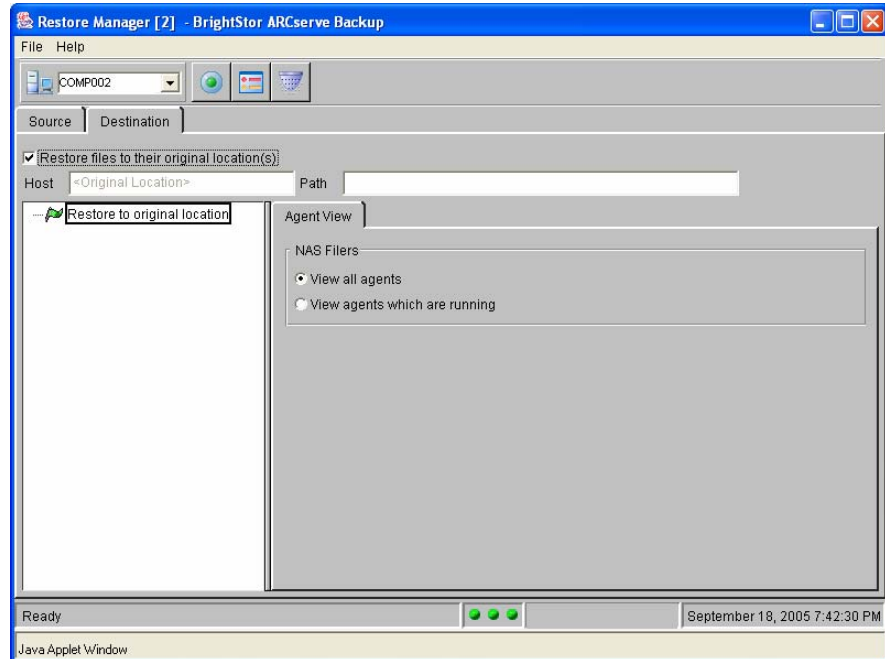 Restore Manager [2] - BrightStor ARCserve Backup
File Help
COMP002
Source Destination
Restore files to their original location(s)
Host <Original Location> Path
Restore to original location
Agent View
NAS Filers
View all agents
View agents which are running
Ready September 18, 2005 7:42:30 PM
Java Applet Window